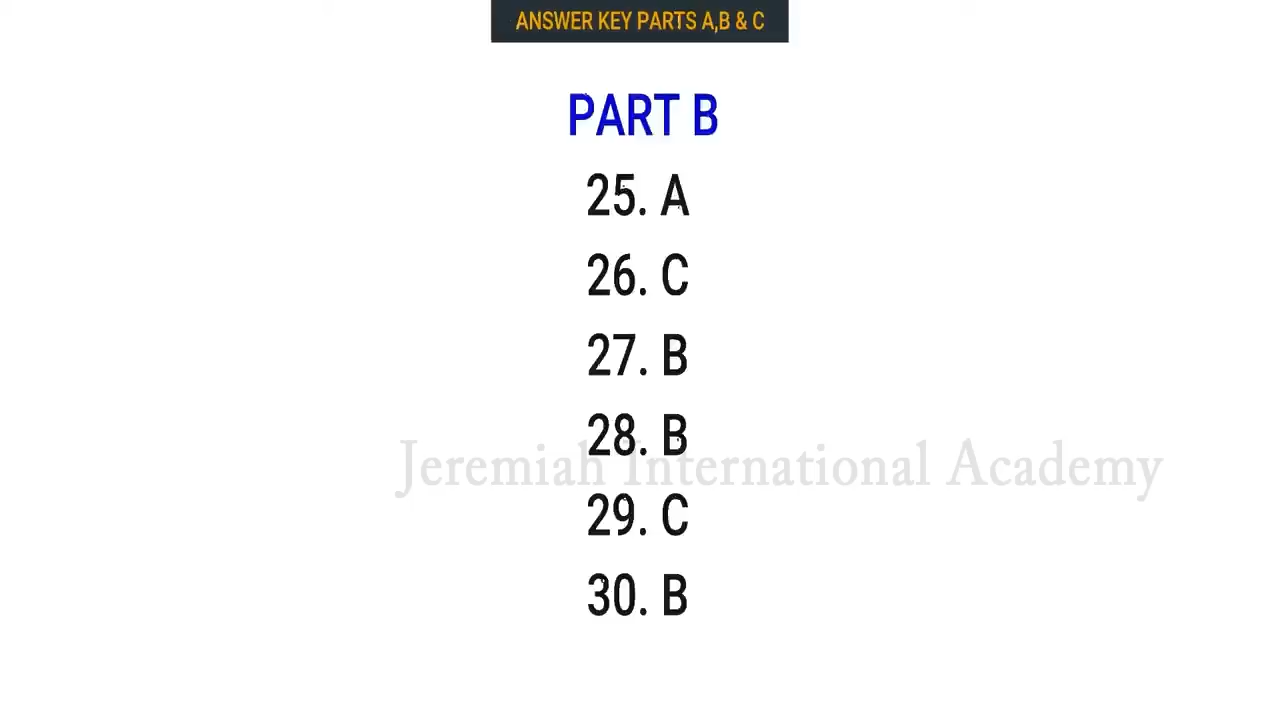 ANSWER KEY PARTS A,B & C
PART B
25. A
26. C
27. B
28. B
Jeremiah International Academy
29. C
30. B